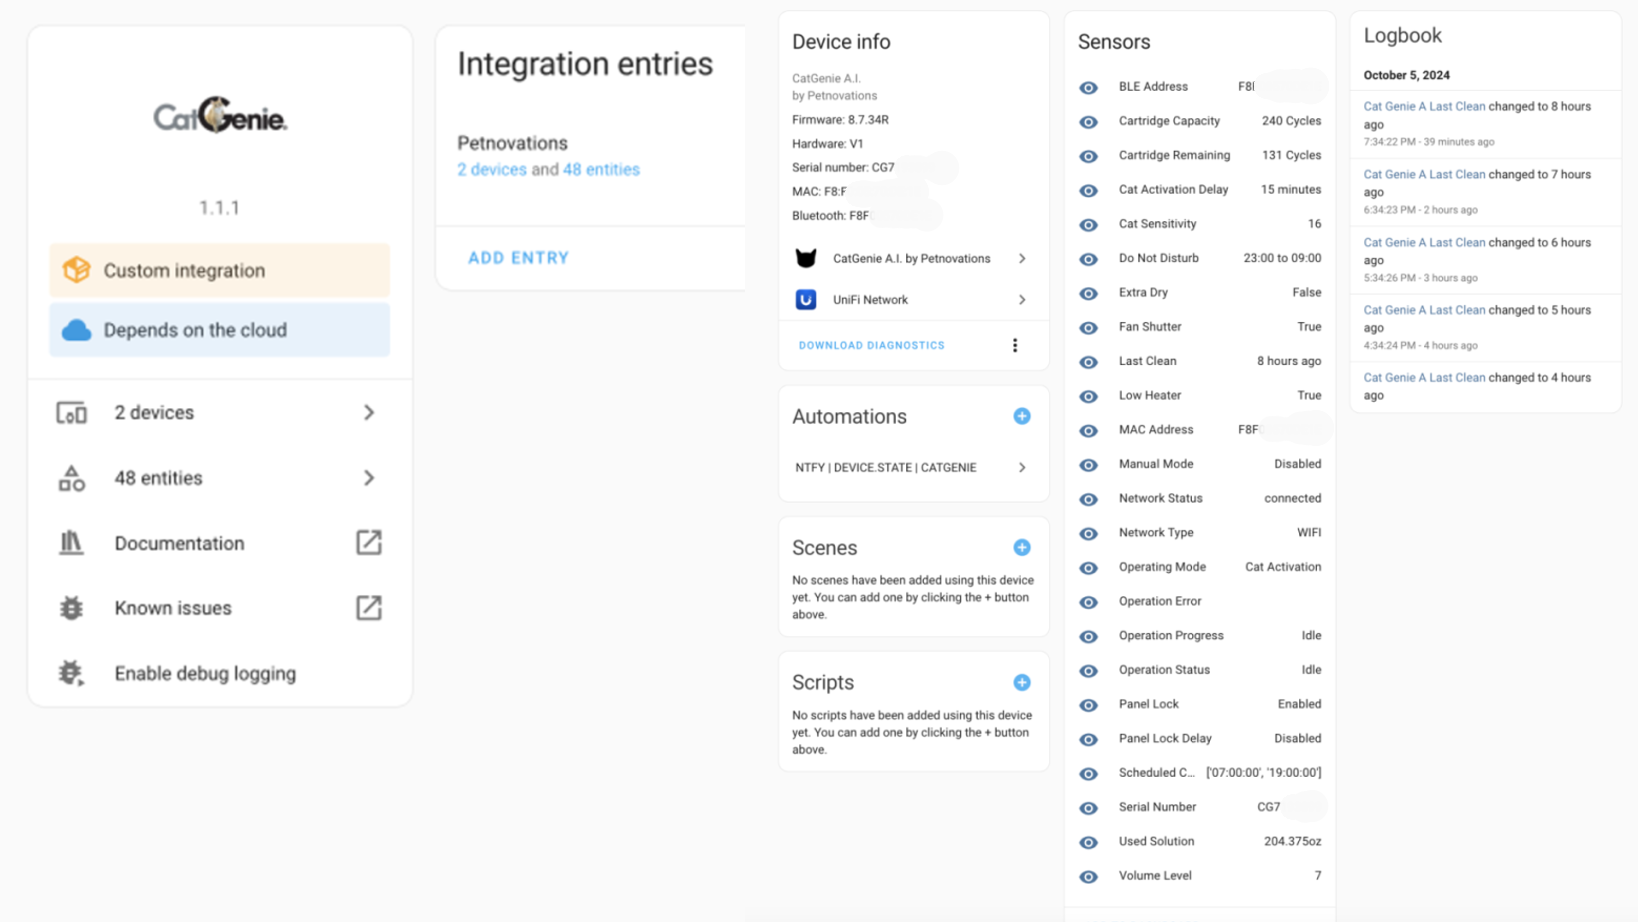 CatGenie.
1.1.1
Custom integration
Depends on the cloud
2 devices
48 entities
Documentation
Known issues
Enable debug logging
Integration entries
Petnovations
2 devices and 48 entities
ADD ENTRY
Device info
CatGenie A.I.
by Petnovations
Firmware: 8.7.34R
Hardware: V1
Serial number: CG7
MAC: F8:F
Bluetooth: F8F
CatGenie A.I. by Petnovations
UniFi Network
DOWNLOAD DIAGNOSTICS
Automations
NTFY | DEVICE.STATE | CATGENIE
Scenes
No scenes have been added using this device
yet. You can add one by clicking the + button
above.
Scripts
No scripts have been added using this device
yet. You can add one by clicking the + button
above.
Sensors
BLE Address F8
Cartridge Capacity 240 Cycles
Cartridge Remaining 131 Cycles
Cat Activation Delay 15 minutes
Cat Sensitivity 16
Do Not Disturb 23:00 to 09:00
Extra Dry False
Fan Shutter True
Last Clean 8 hours ago
Low Heater True
MAC Address F8F
Manual Mode Disabled
Network Status connected
Network Type WIFI
Operating Mode Cat Activation
Operation Error
Operation Progress Idle
Operation Status Idle
Panel Lock Enabled
Panel Lock Delay Disabled
Scheduled C... ['07:00:00', '19:00:00']
Serial Number CG7
Used Solution 204.375oz
Volume Level 7
Logbook
October 5, 2024
Cat Genie A Last Clean changed to 8 hours
ago
7:34:22 PM - 39 minutes ago
Cat Genie A Last Clean changed to 7 hours
ago
6:34:23 PM - 2 hours ago
Cat Genie A Last Clean changed to 6 hours
ago
5:34:26 PM - 3 hours ago
Cat Genie A Last Clean changed to 5 hours
ago
4:34:24 PM - 4 hours ago
Cat Genie A Last Clean changed to 4 hours
ago